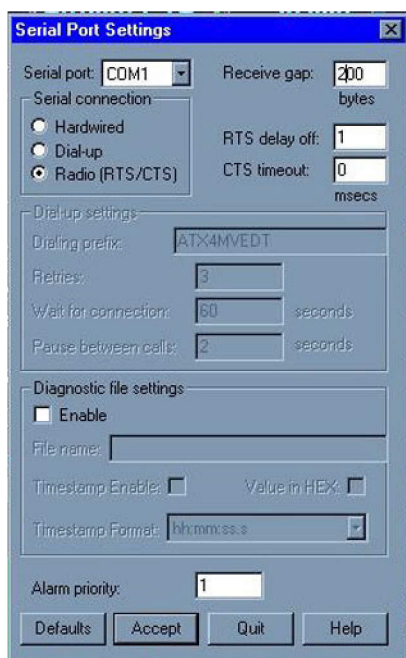 Serial Port Settings
Serial port: COM1
Receive gap: 200
bytes
Serial connection
Hardwired
Dial-up
Radio (RTS/CTS)
RTS delay off: 1
CTS timeout: 0
msecs
Dial-up settings
Dialing prefix: ATX4MVEDT
Retries: 3
Wait for connection: 60 seconds
Pause between calls: 2 seconds
Diagnostic file settings
Enable
File name:
Timestamp Enable: Value in HEX:
Timestamp Format: hh:mm:ss.s
Alarm priority: 1
Defaults Accept Quit Help